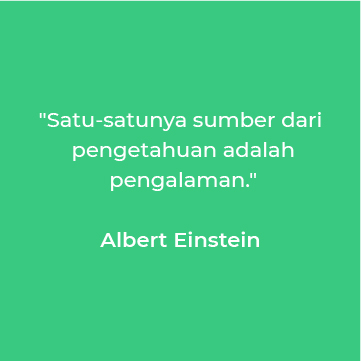 "Satu-satunya sumber dari
pengetahuan adalah
pengalaman."
Albert Einstein